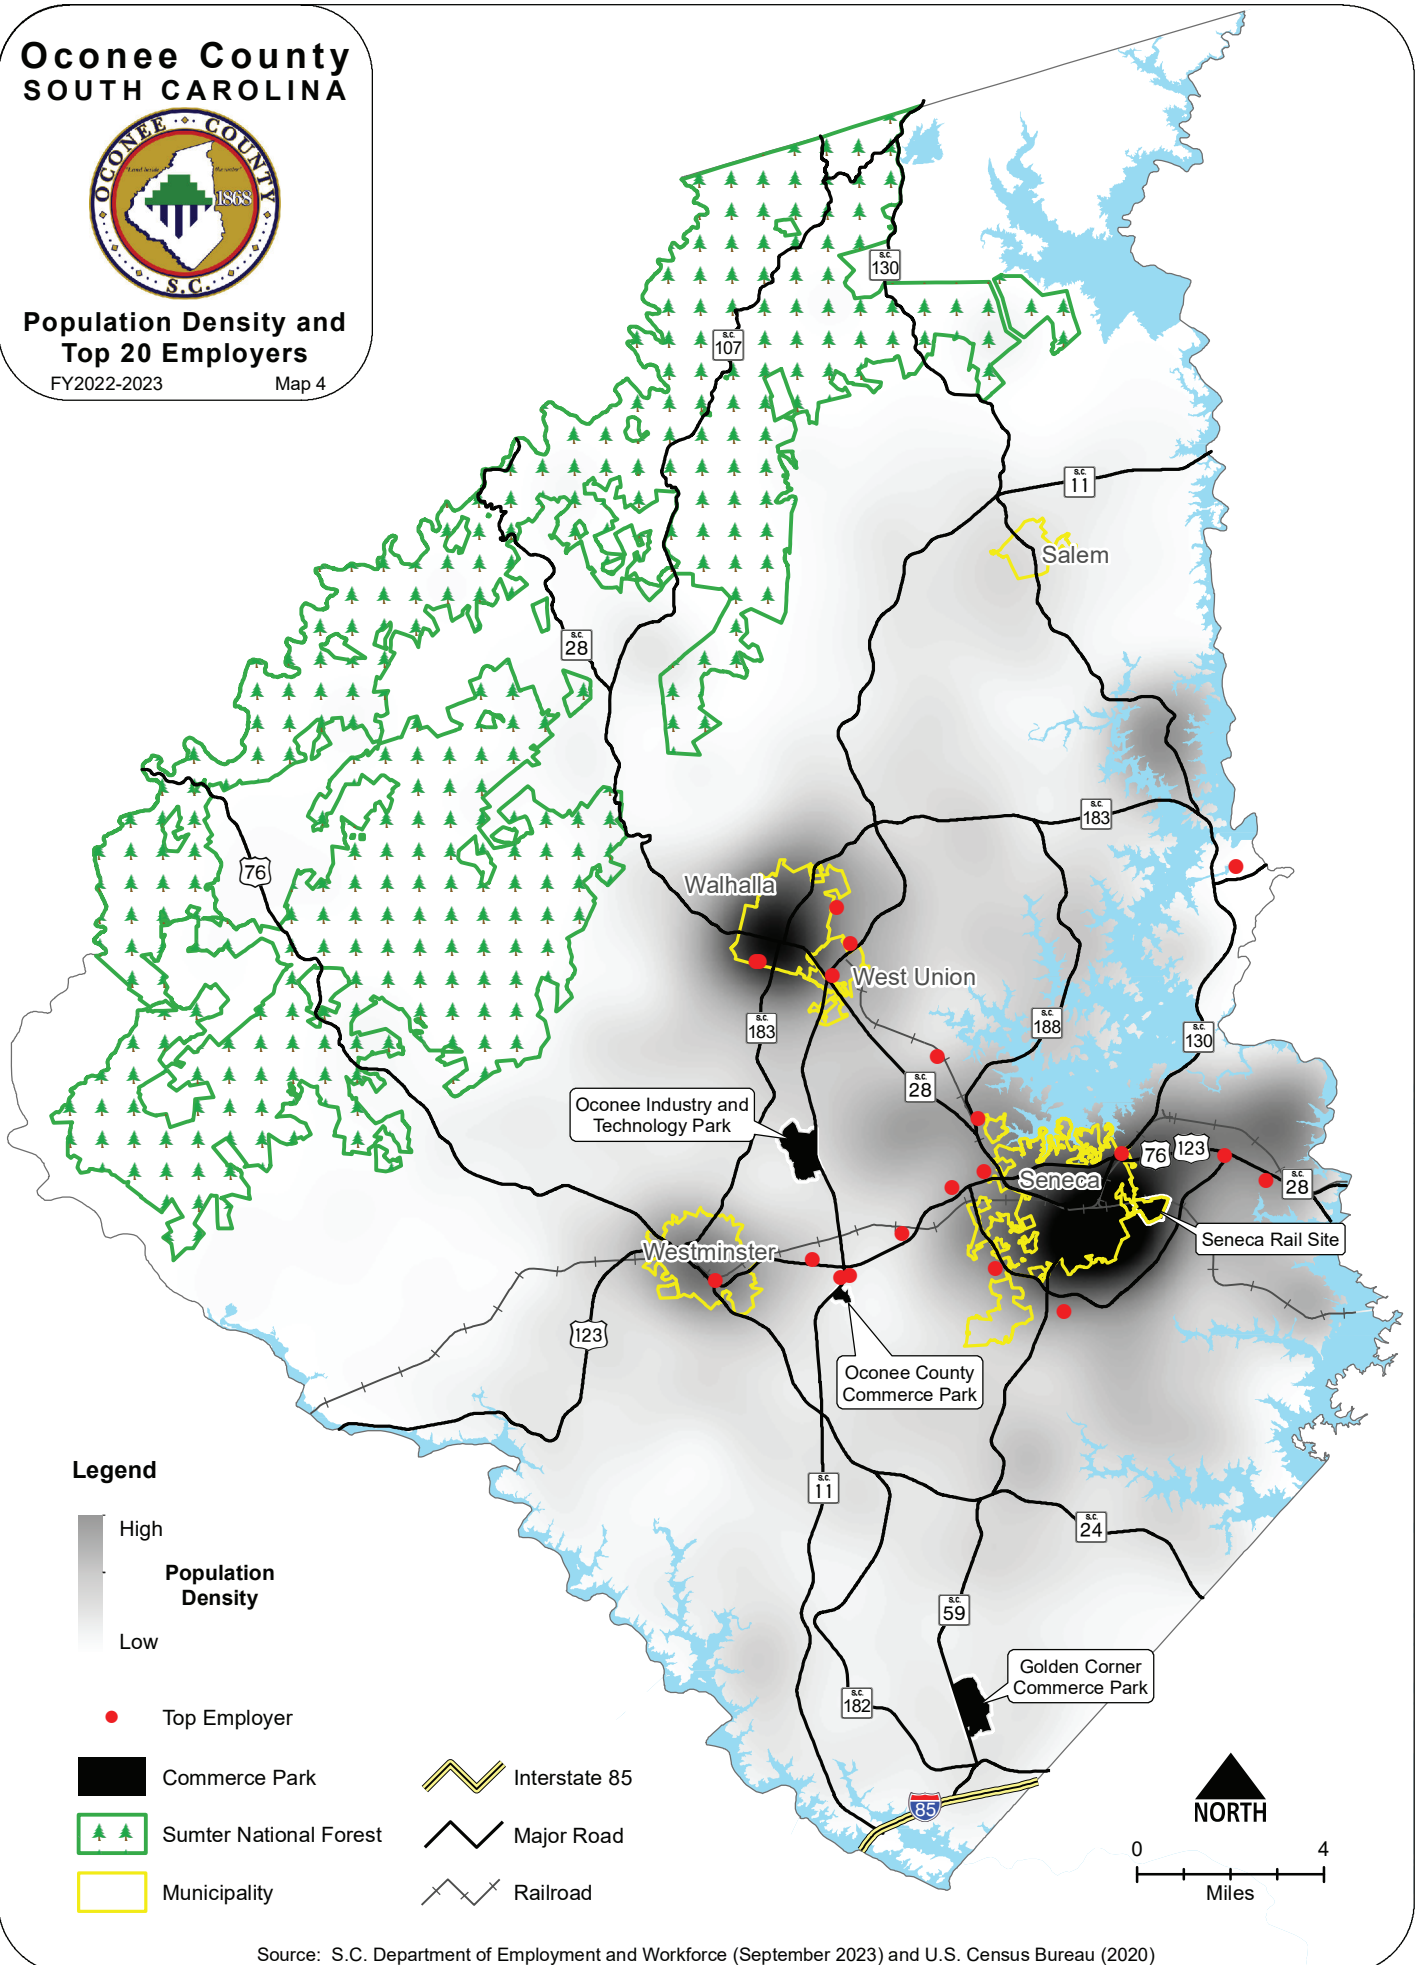 Oconee County
SOUTH CAROLINA
OCONEE COUNTY
1868
S.C.
Population Density and
Top 20 Employers
FY2022-2023 Map 4
S.C.
130
S.C.
107
S.C.
11
Salem
S.C.
28
S.C.
183
76
Walhalla
West Union
S.C.
183
S.C.
188
S.C.
130
S.C.
28
Oconee Industry and
Technology Park
76
123
Seneca
S.C.
28
Seneca Rail Site
Westminster
123
Oconee County
Commerce Park
S.C.
11
S.C.
24
S.C.
59
Golden Corner
Commerce Park
S.C.
182
85
Legend
High
Population
Density
Low
Top Employer
Commerce Park
Sumter National Forest
Municipality
Interstate 85
Major Road
Railroad
NORTH
0 4
Miles
Source: S.C. Department of Employment and Workforce (September 2023) and U.S. Census Bureau (2020)